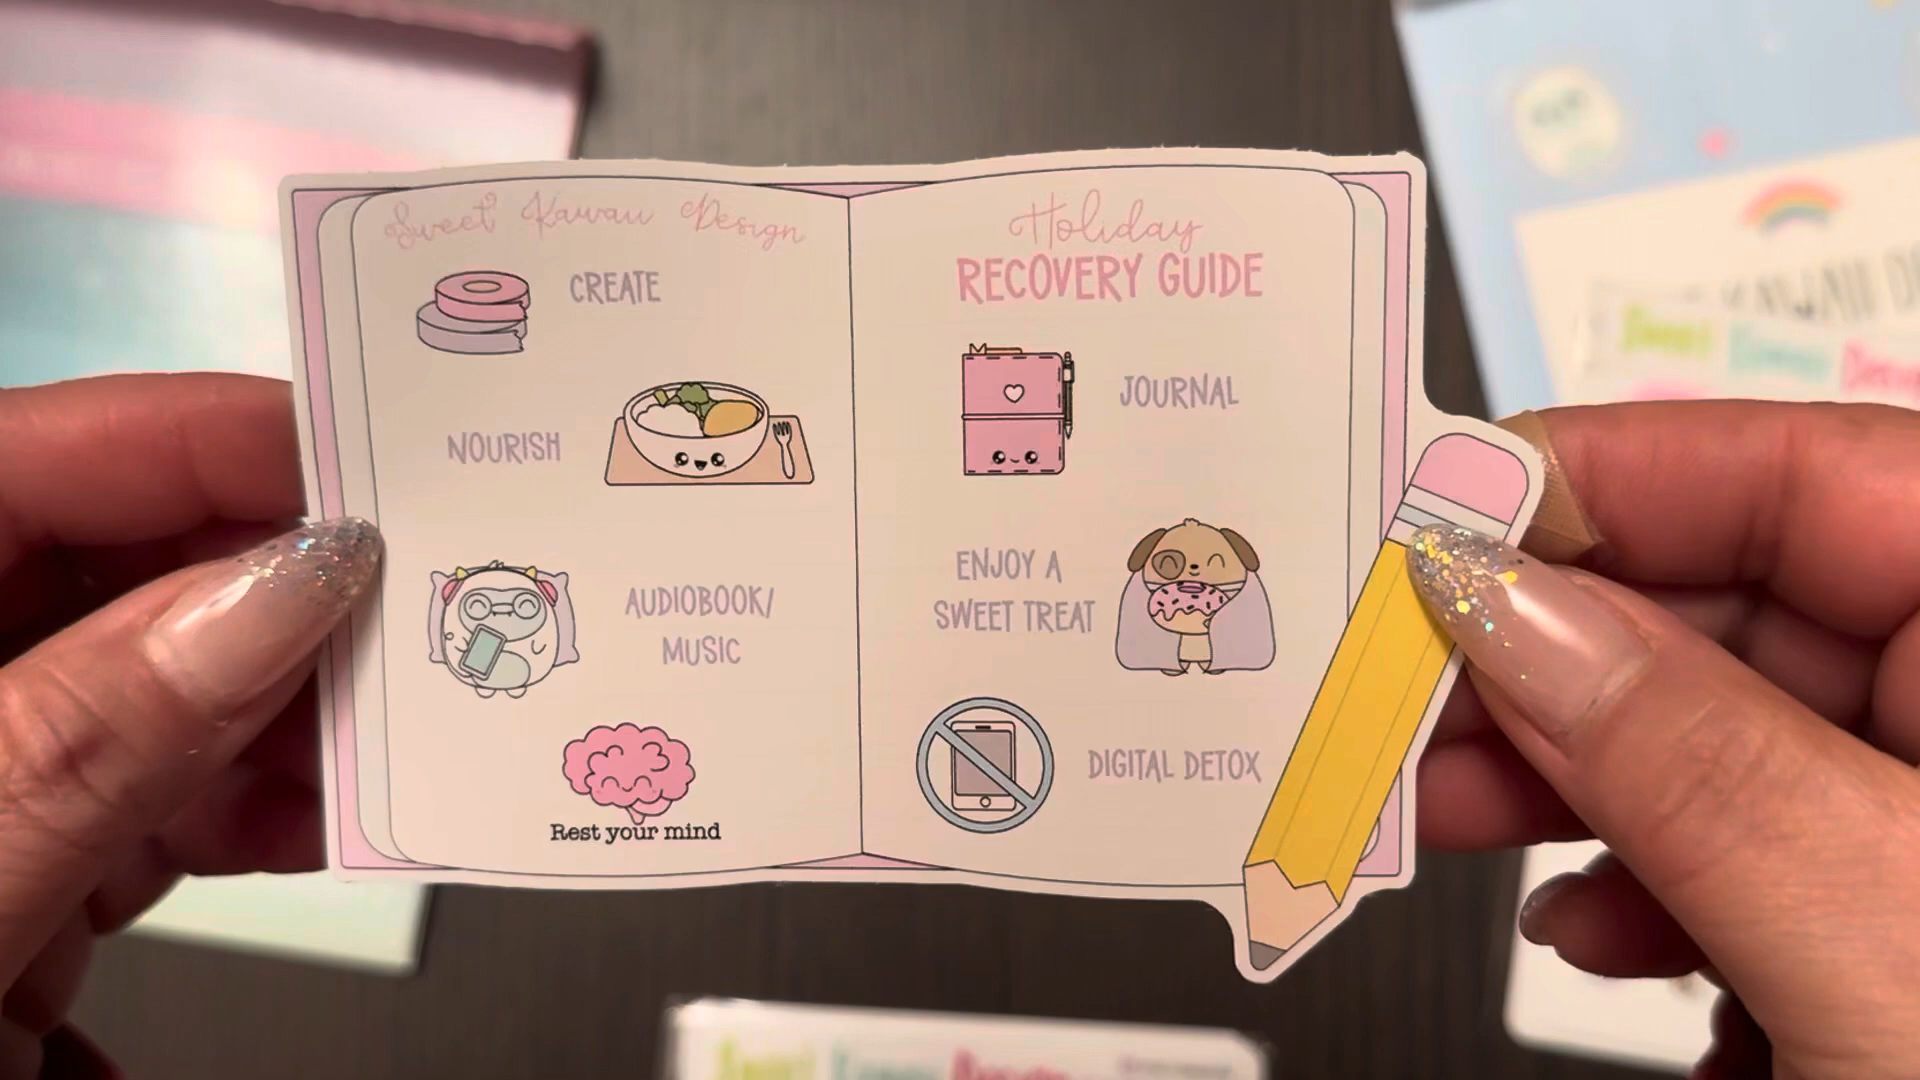 Sweet Kawaii Design
CREATE
NOURISH
AUDIOBOOK/
MUSIC
Rest your mind
Holiday
RECOVERY GUIDE
JOURNAL
ENJOY A
SWEET TREAT
DIGITAL DETOX